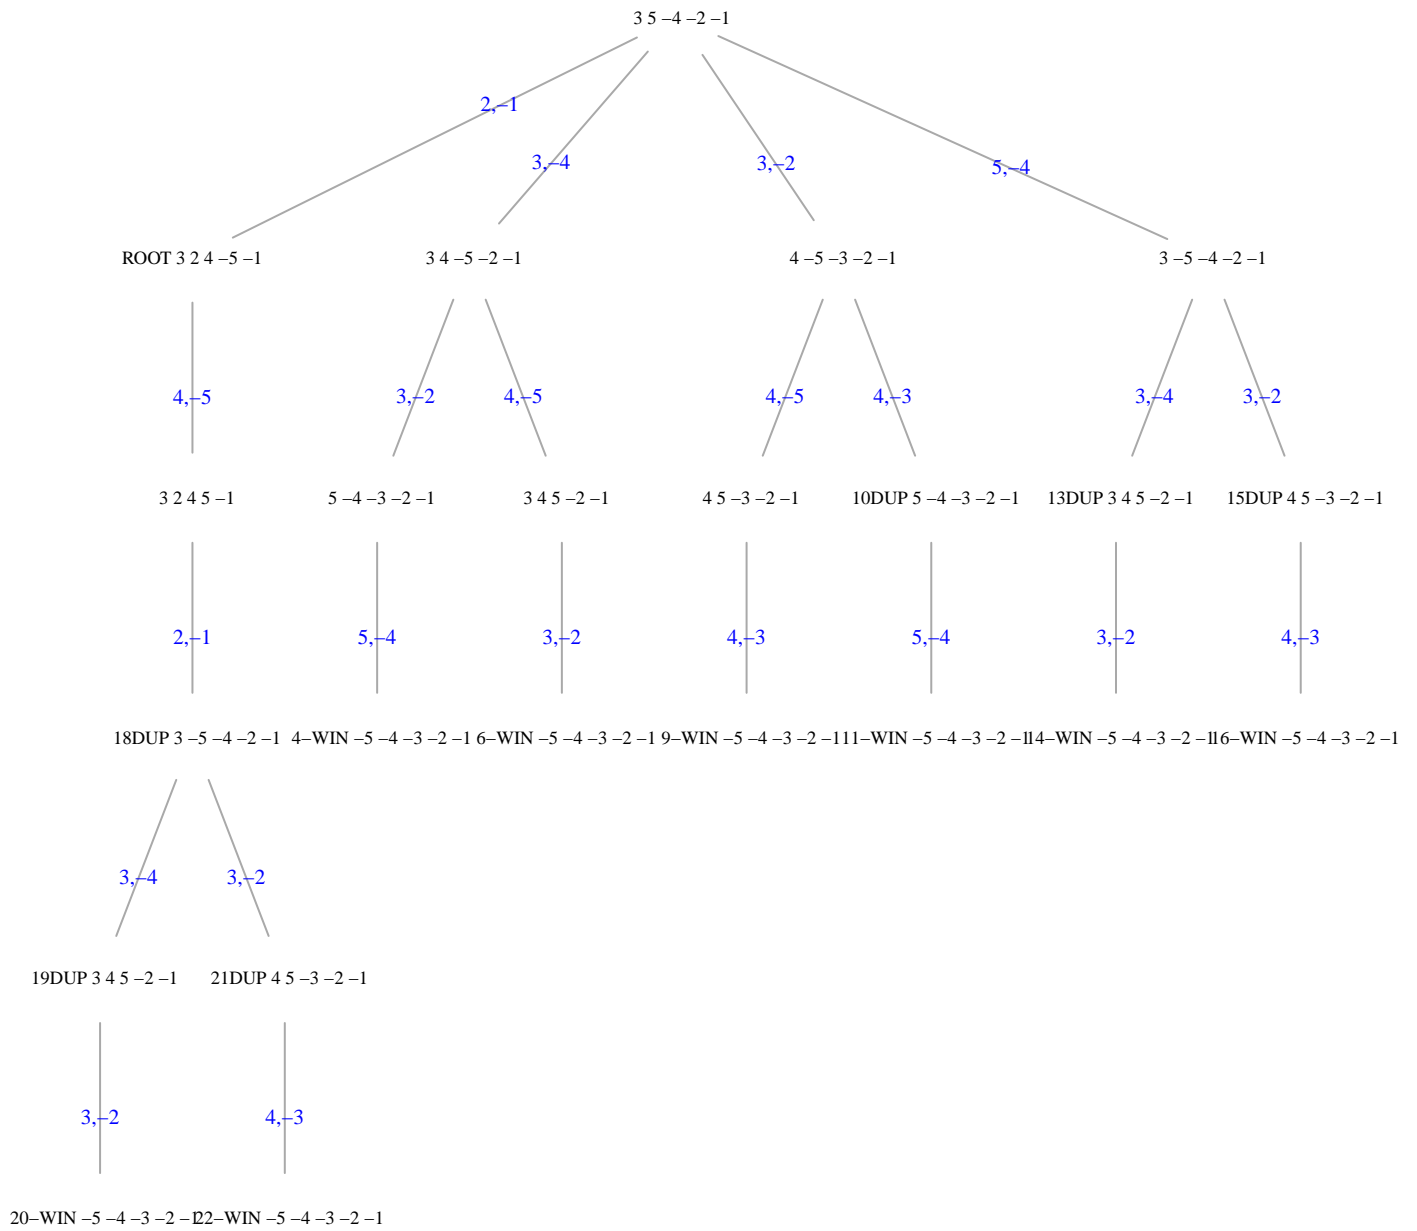 3 5 –4 –2 –1
2,–1
3,–4
3,–2
5,–4
ROOT 3 2 4 –5 –1
3 4 –5 –2 –1
4 –5 –3 –2 –1
3 –5 –4 –2 –1
4,–5
3,–2
4,–5
4,–5
4,–3
3,–4
3,–2
3 2 4 5 –1
5 –4 –3 –2 –1
3 4 5 –2 –1
4 5 –3 –2 –1
10DUP 5 –4 –3 –2 –1
13DUP 3 4 5 –2 –1
15DUP 4 5 –3 –2 –1
2,–1
5,–4
3,–2
4,–3
5,–4
3,–2
4,–3
18DUP 3 –5 –4 –2 –1
4–WIN –5 –4 –3 –2 –1
6–WIN –5 –4 –3 –2 –1
9–WIN –5 –4 –3 –2 –1
11–WIN –5 –4 –3 –2 –1
14–WIN –5 –4 –3 –2 –1
16–WIN –5 –4 –3 –2 –1
3,–4
3,–2
19DUP 3 4 5 –2 –1
21DUP 4 5 –3 –2 –1
3,–2
4,–3
20–WIN –5 –4 –3 –2 –1
22–WIN –5 –4 –3 –2 –1